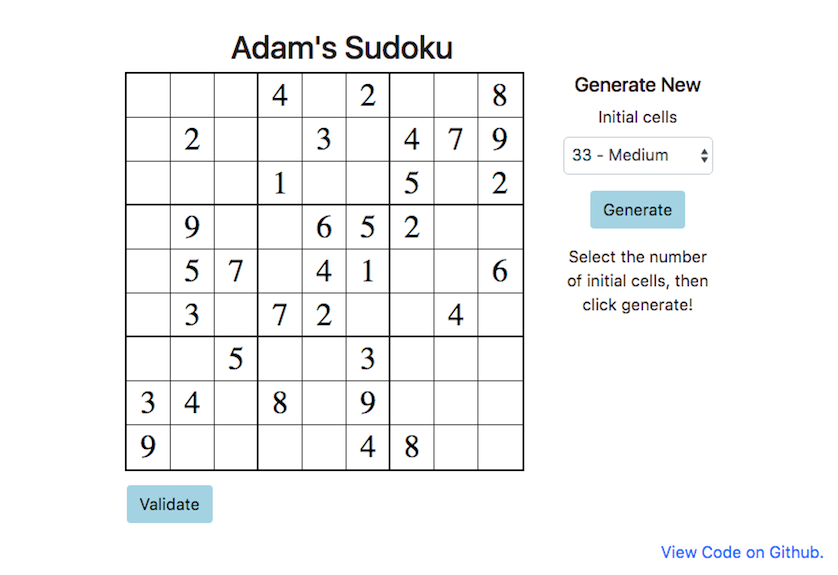 Adam's Sudoku
4 2 8
2 3 4 7 9
1 5 2
9 6 5 2
5 7 4 1 6
3 7 2 4
5 3
3 4 8 9
9 4 8
Validate
Generate New
Initial cells
33 - Medium
Generate
Select the number
of initial cells, then
click generate!
View Code on Github.